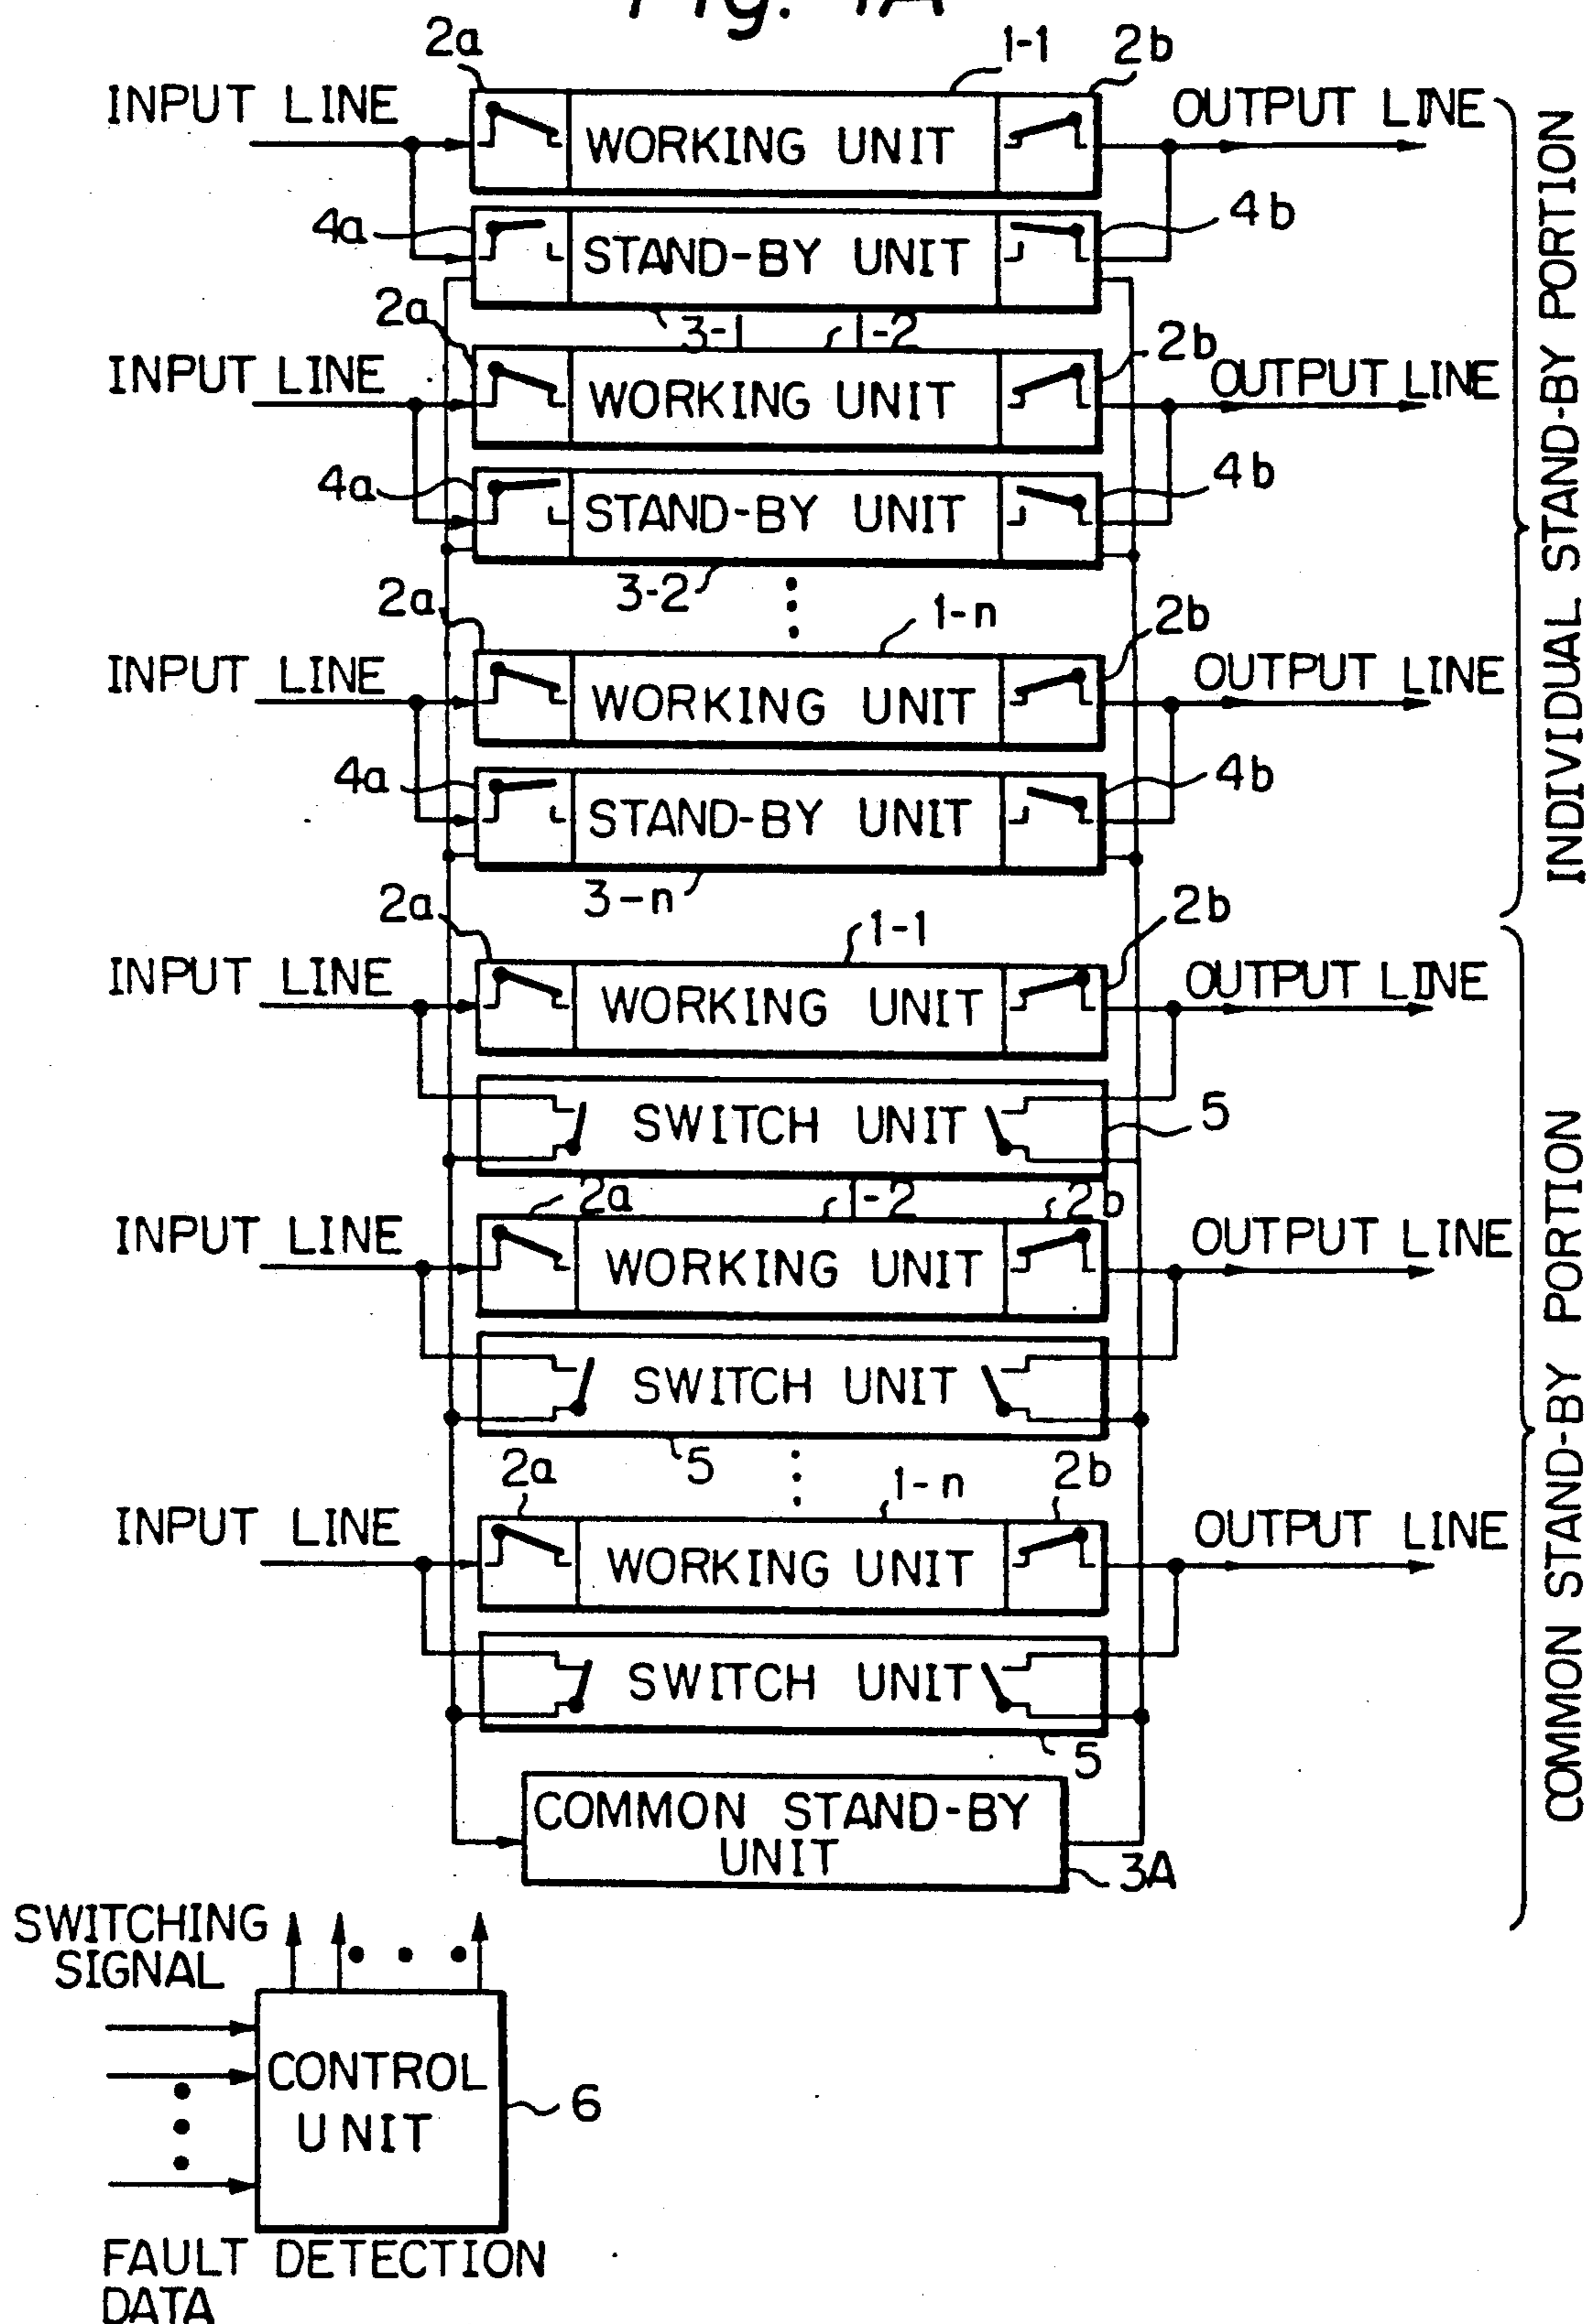 Fig. 1A
2a 1-1 2b
INPUT LINE WORKING UNIT OUTPUT LINE
4a STAND-BY UNIT 4b
2a 3-1 1-2 2b
INPUT LINE WORKING UNIT OUTPUT LINE
4a STAND-BY UNIT 4b
2a 3-2 1-n 2b
INPUT LINE WORKING UNIT OUTPUT LINE
4a STAND-BY UNIT 4b
3-n
INDIVIDUAL STAND-BY PORTION
2a 1-1 2b
INPUT LINE WORKING UNIT OUTPUT LINE
SWITCH UNIT 5
2a 1-2 2b
INPUT LINE WORKING UNIT OUTPUT LINE
SWITCH UNIT
5
2a 1-n 2b
INPUT LINE WORKING UNIT OUTPUT LINE
SWITCH UNIT
5
COMMON STAND-BY
UNIT
3A
COMMON STAND-BY PORTION
SWITCHING
SIGNAL
CONTROL
UNIT
6
FAULT DETECTION
DATA